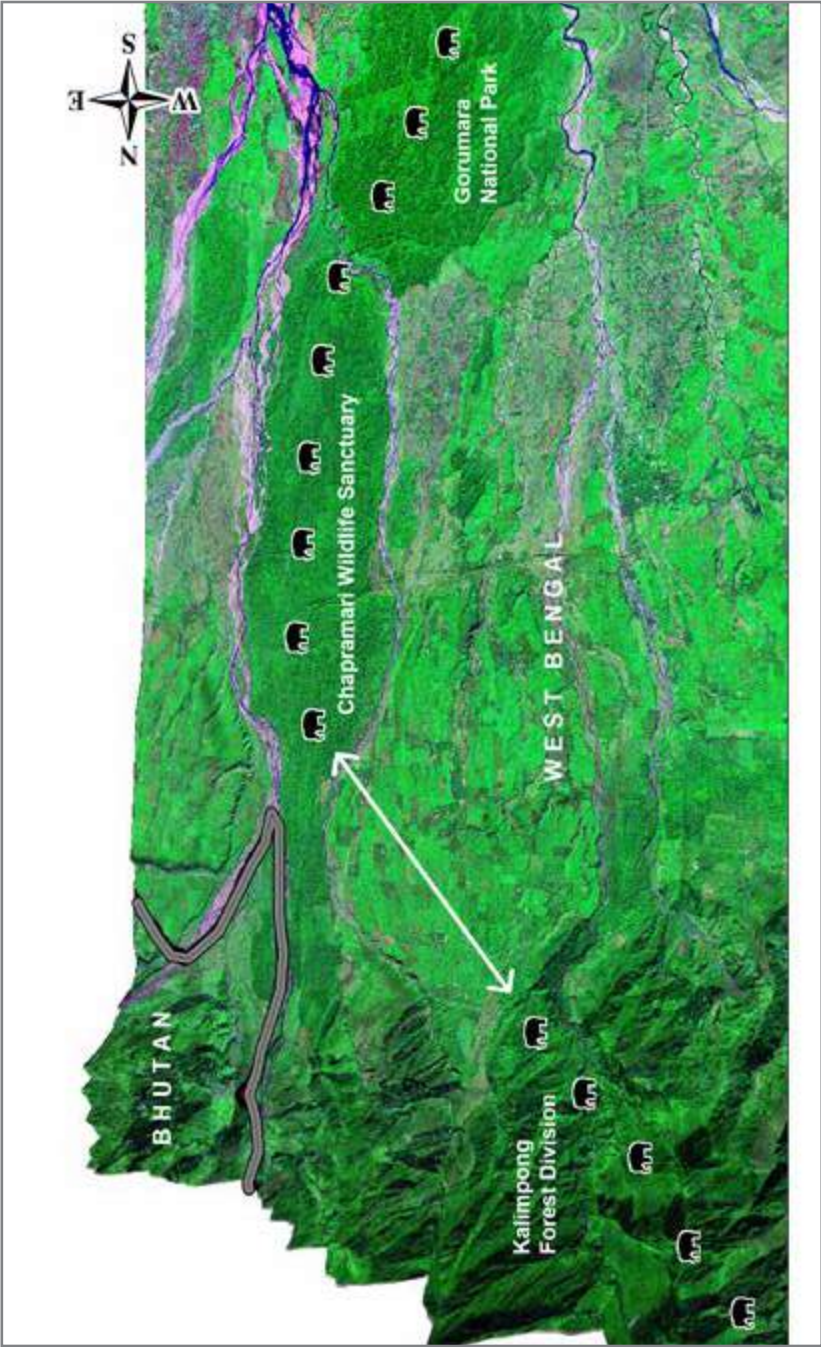 S
E
W
N
Gorumara
National Park
Chapramari Wildlife Sanctuary
WEST BENGAL
BHUTAN
Kalimpong
Forest Division